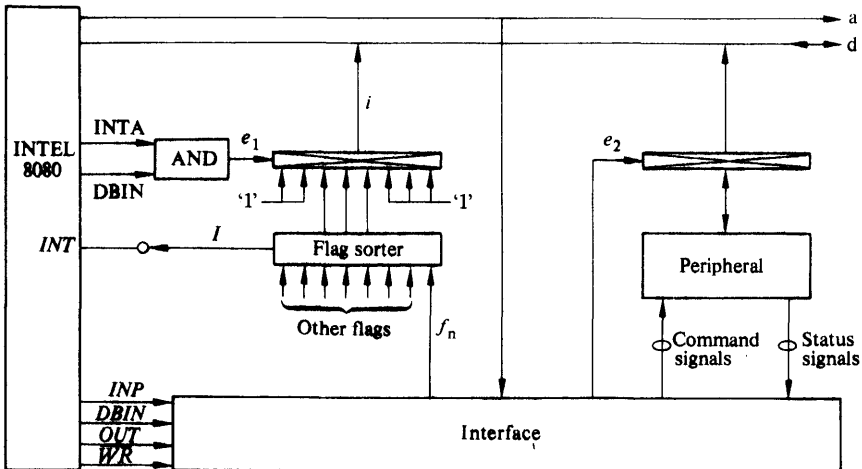 a
d
i
INTA
e1
e2
INTEL
8080
AND
DBIN
'1'
'1'
INT
I
Flag sorter
Peripheral
Other flags
fn
Command
signals
Status
signals
INP
DBIN
OUT
WR
Interface